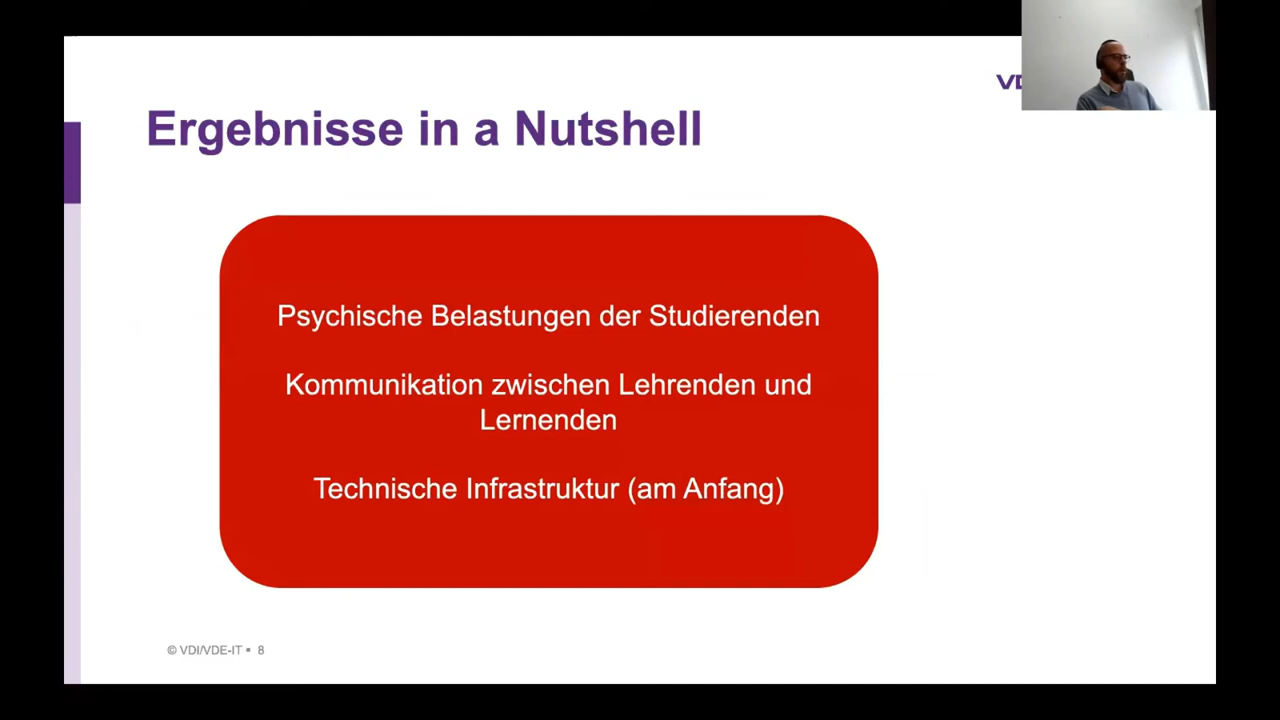 Ergebnisse in a Nutshell
Psychische Belastungen der Studierenden
Kommunikation zwischen Lehrenden und
Lernenden
Technische Infrastruktur (am Anfang)
© VDI/VDE-IT ▪ 8